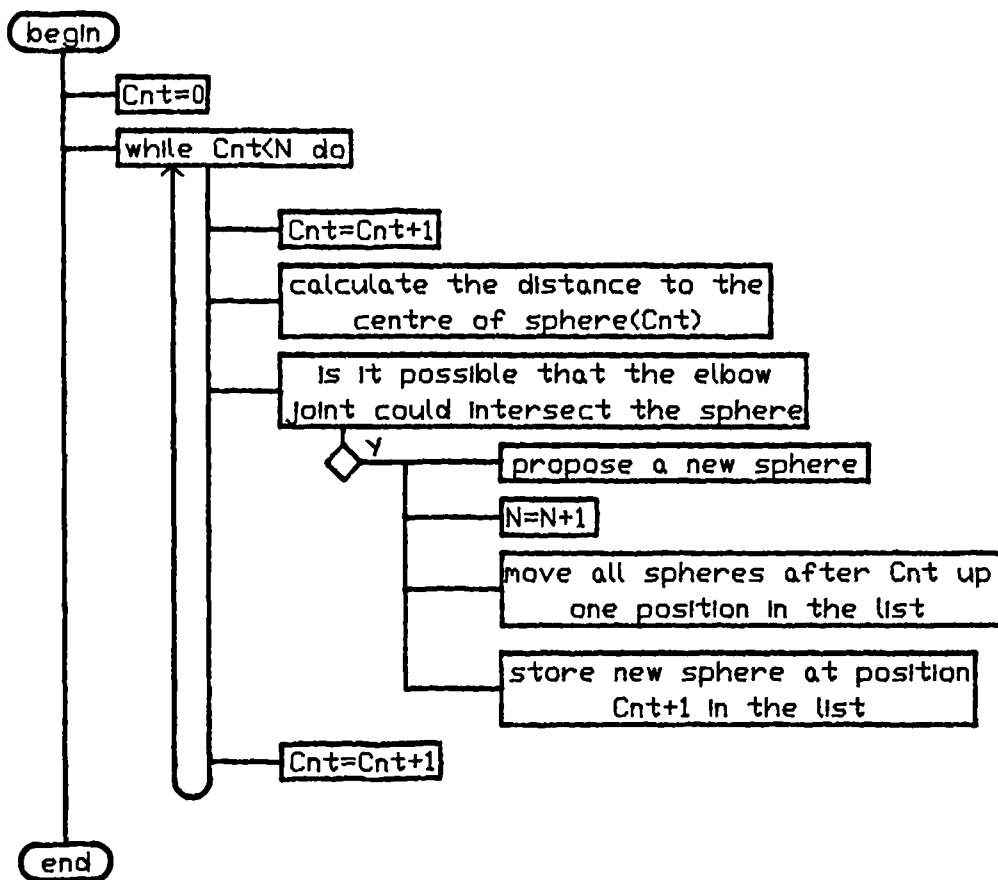 begin
Cnt=0
while Cnt<N do
Cnt=Cnt+1
calculate the distance to the
centre of sphere(Cnt)
is it possible that the elbow
joint could intersect the sphere
y
propose a new sphere
N=N+1
move all spheres after Cnt up
one position in the list
store new sphere at position
Cnt+1 in the list
Cnt=Cnt+1
end